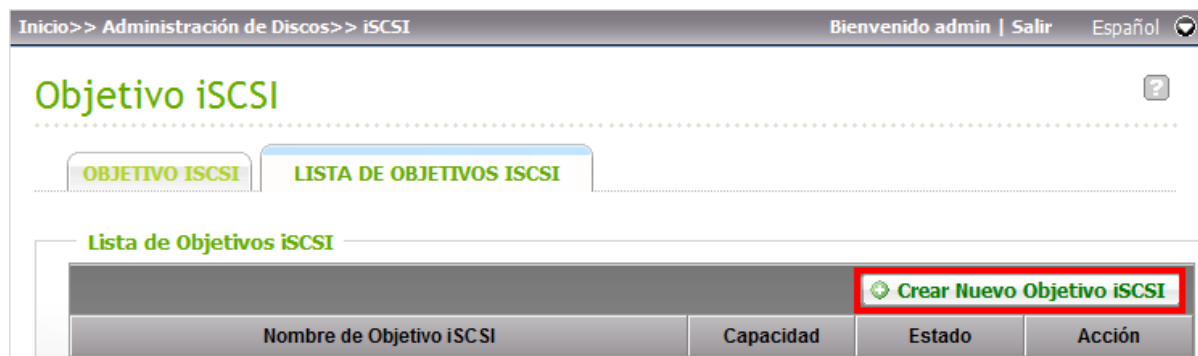 Inicio>> Administración de Discos>> iSCSI Bienvenido admin | Salir Español
Objetivo iSCSI ?
OBJETIVO ISCSI LISTA DE OBJETIVOS ISCSI
Lista de Objetivos iSCSI
Crear Nuevo Objetivo iSCSI
Nombre de Objetivo iSCSI Capacidad Estado Acción